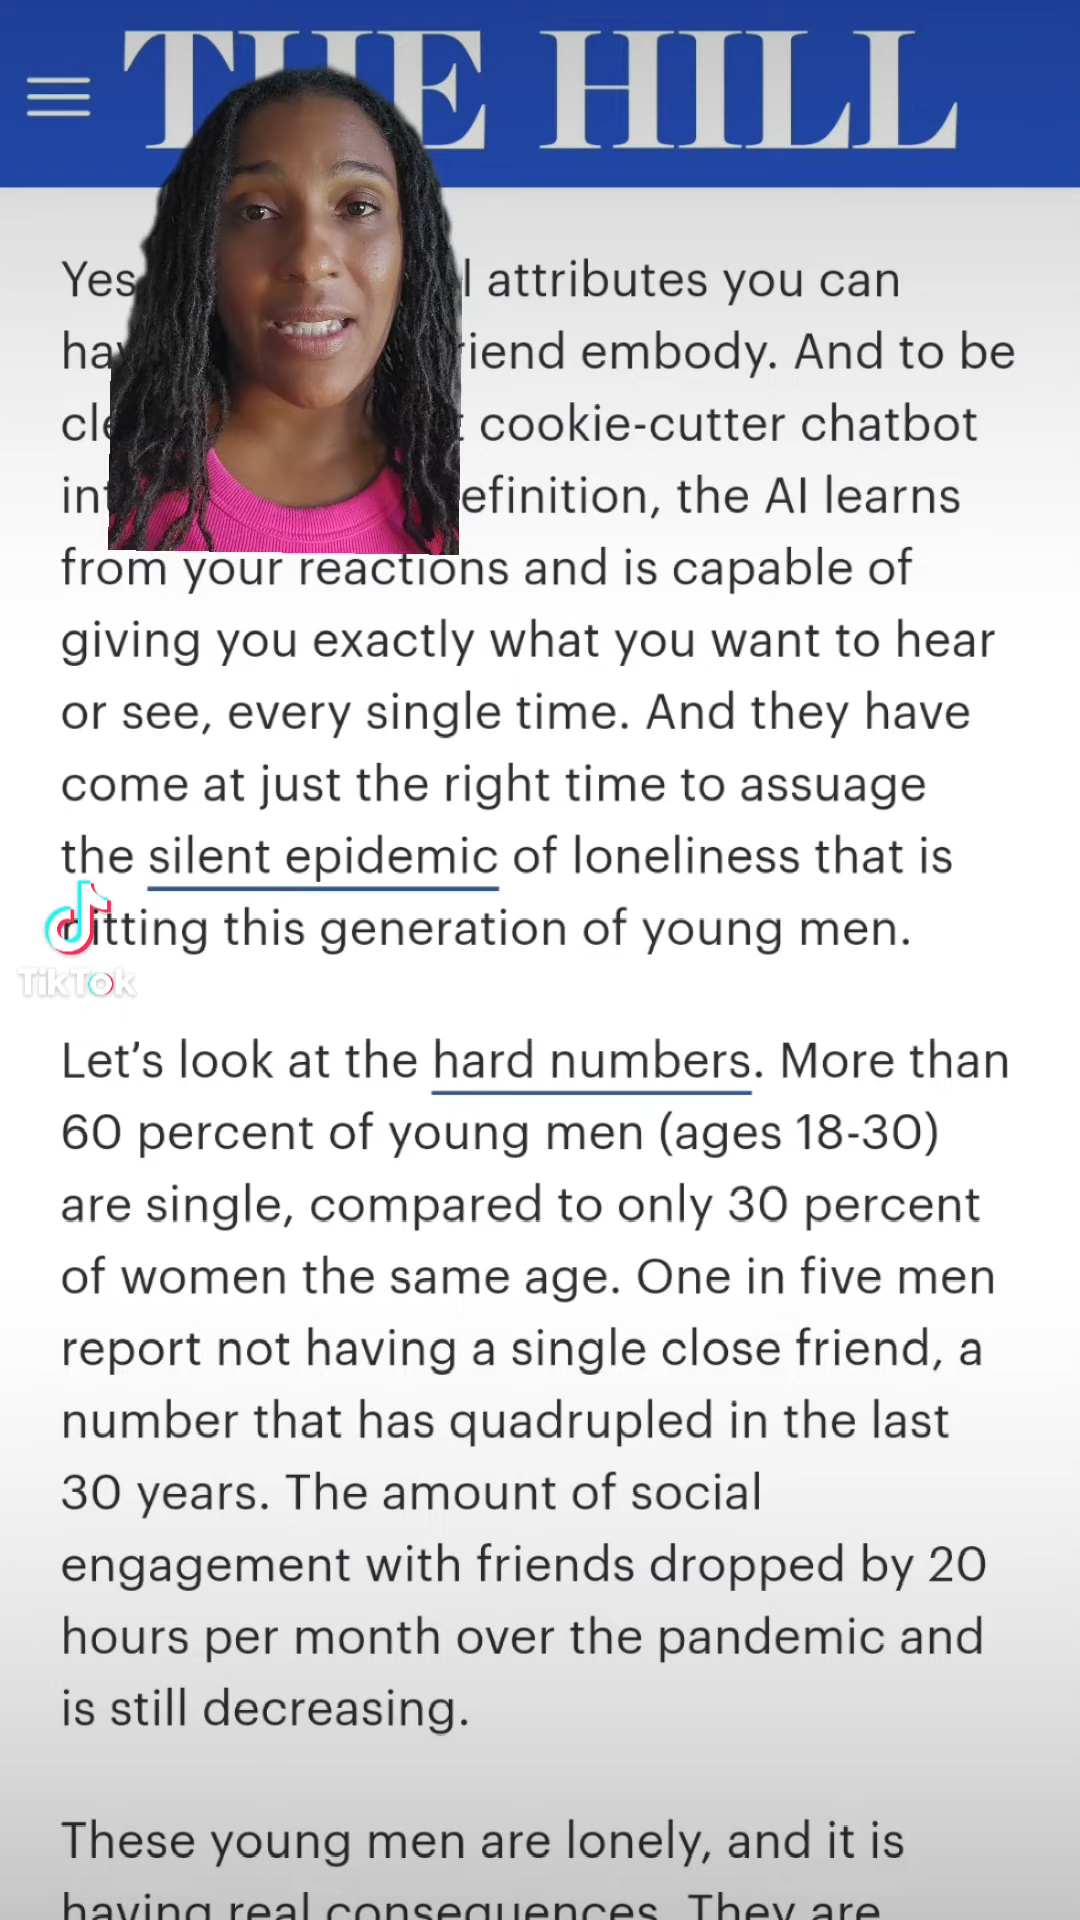 THE HILL
Yes l attributes you can
riend embody. And to be
cookie-cutter chatbot
efinition, the AI learns
from your reactions and is capable of
giving you exactly what you want to hear
or see, every single time. And they have
come at just the right time to assuage
the silent epidemic of loneliness that is
hitting this generation of young men.
TikTok
Let’s look at the hard numbers. More than
60 percent of young men (ages 18-30)
are single, compared to only 30 percent
of women the same age. One in five men
report not having a single close friend, a
number that has quadrupled in the last
30 years. The amount of social
engagement with friends dropped by 20
hours per month over the pandemic and
is still decreasing.
These young men are lonely, and it is
having real consequences. They are